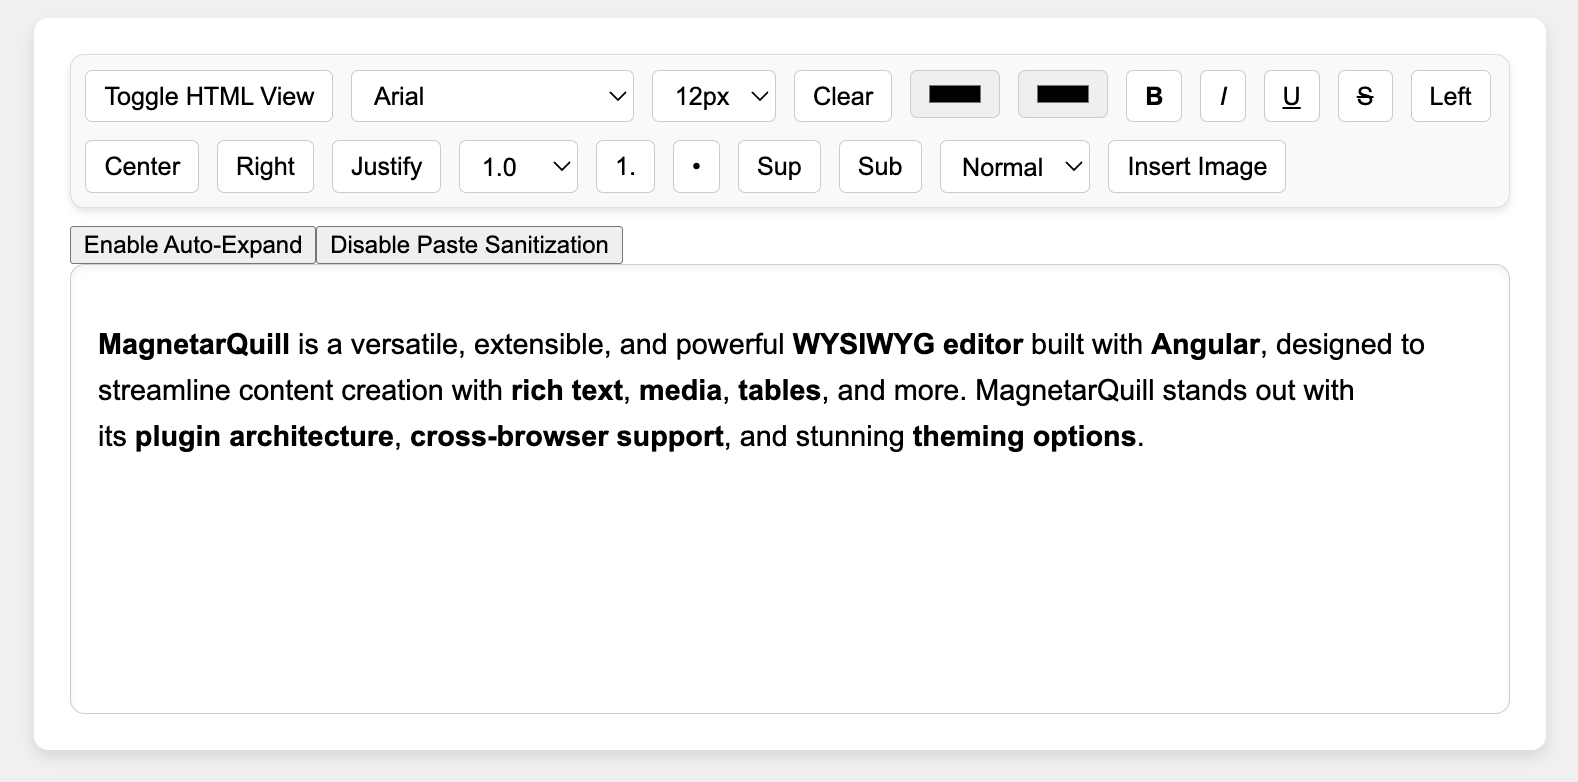 Toggle HTML View Arial 12px Clear B I U S Left
Center Right Justify 1.0 1. • Sup Sub Normal Insert Image
Enable Auto-Expand Disable Paste Sanitization
MagnetarQuill is a versatile, extensible, and powerful WYSIWYG editor built with Angular, designed to
streamline content creation with rich text, media, tables, and more. MagnetarQuill stands out with
its plugin architecture, cross-browser support, and stunning theming options.